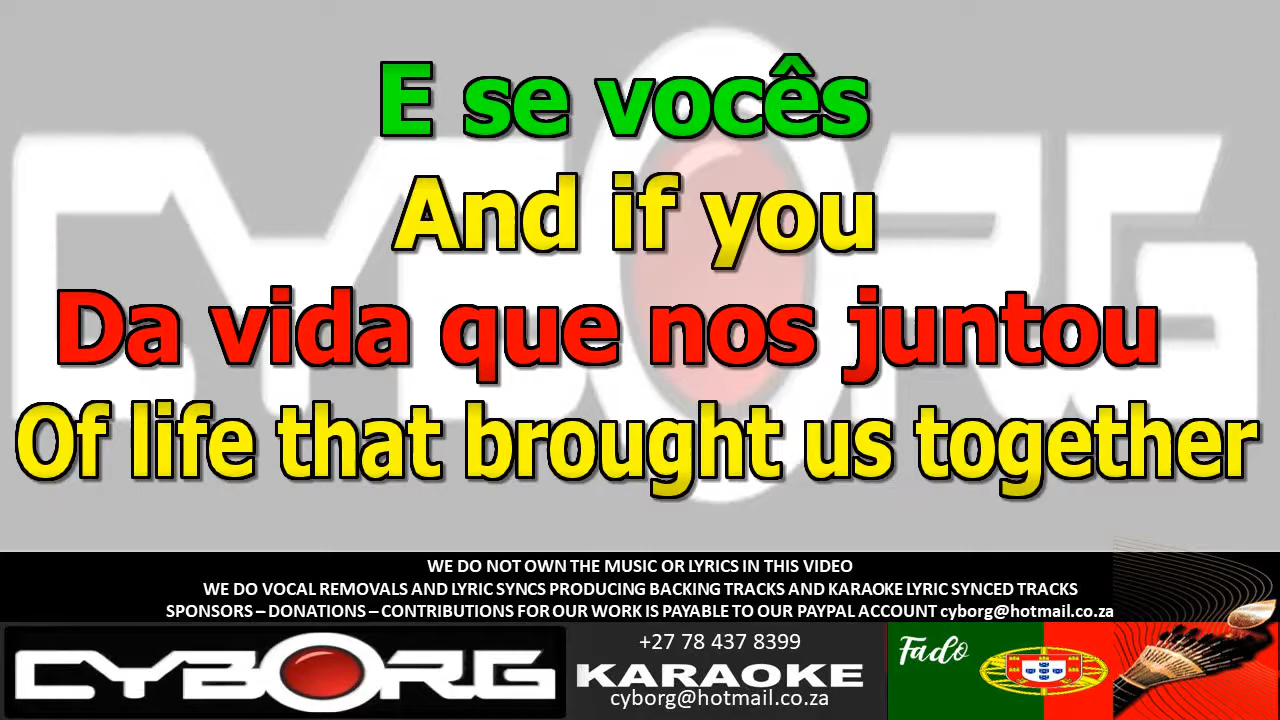 E se vocês
And if you
Da vida que nos juntou
Of life that brought us together
WE DO NOT OWN THE MUSIC OR LYRICS IN THIS VIDEO
WE DO VOCAL REMOVALS AND LYRIC SYNCS PRODUCING BACKING TRACKS AND KARAOKE LYRIC SYNCED TRACKS
SPONSORS – DONATIONS – CONTRIBUTIONS FOR OUR WORK IS PAYABLE TO OUR PAYPAL ACCOUNT cyborg@hotmail.co.za
CYBORG
+27 78 437 8399
KARAOKE
cyborg@hotmail.co.za
Fado